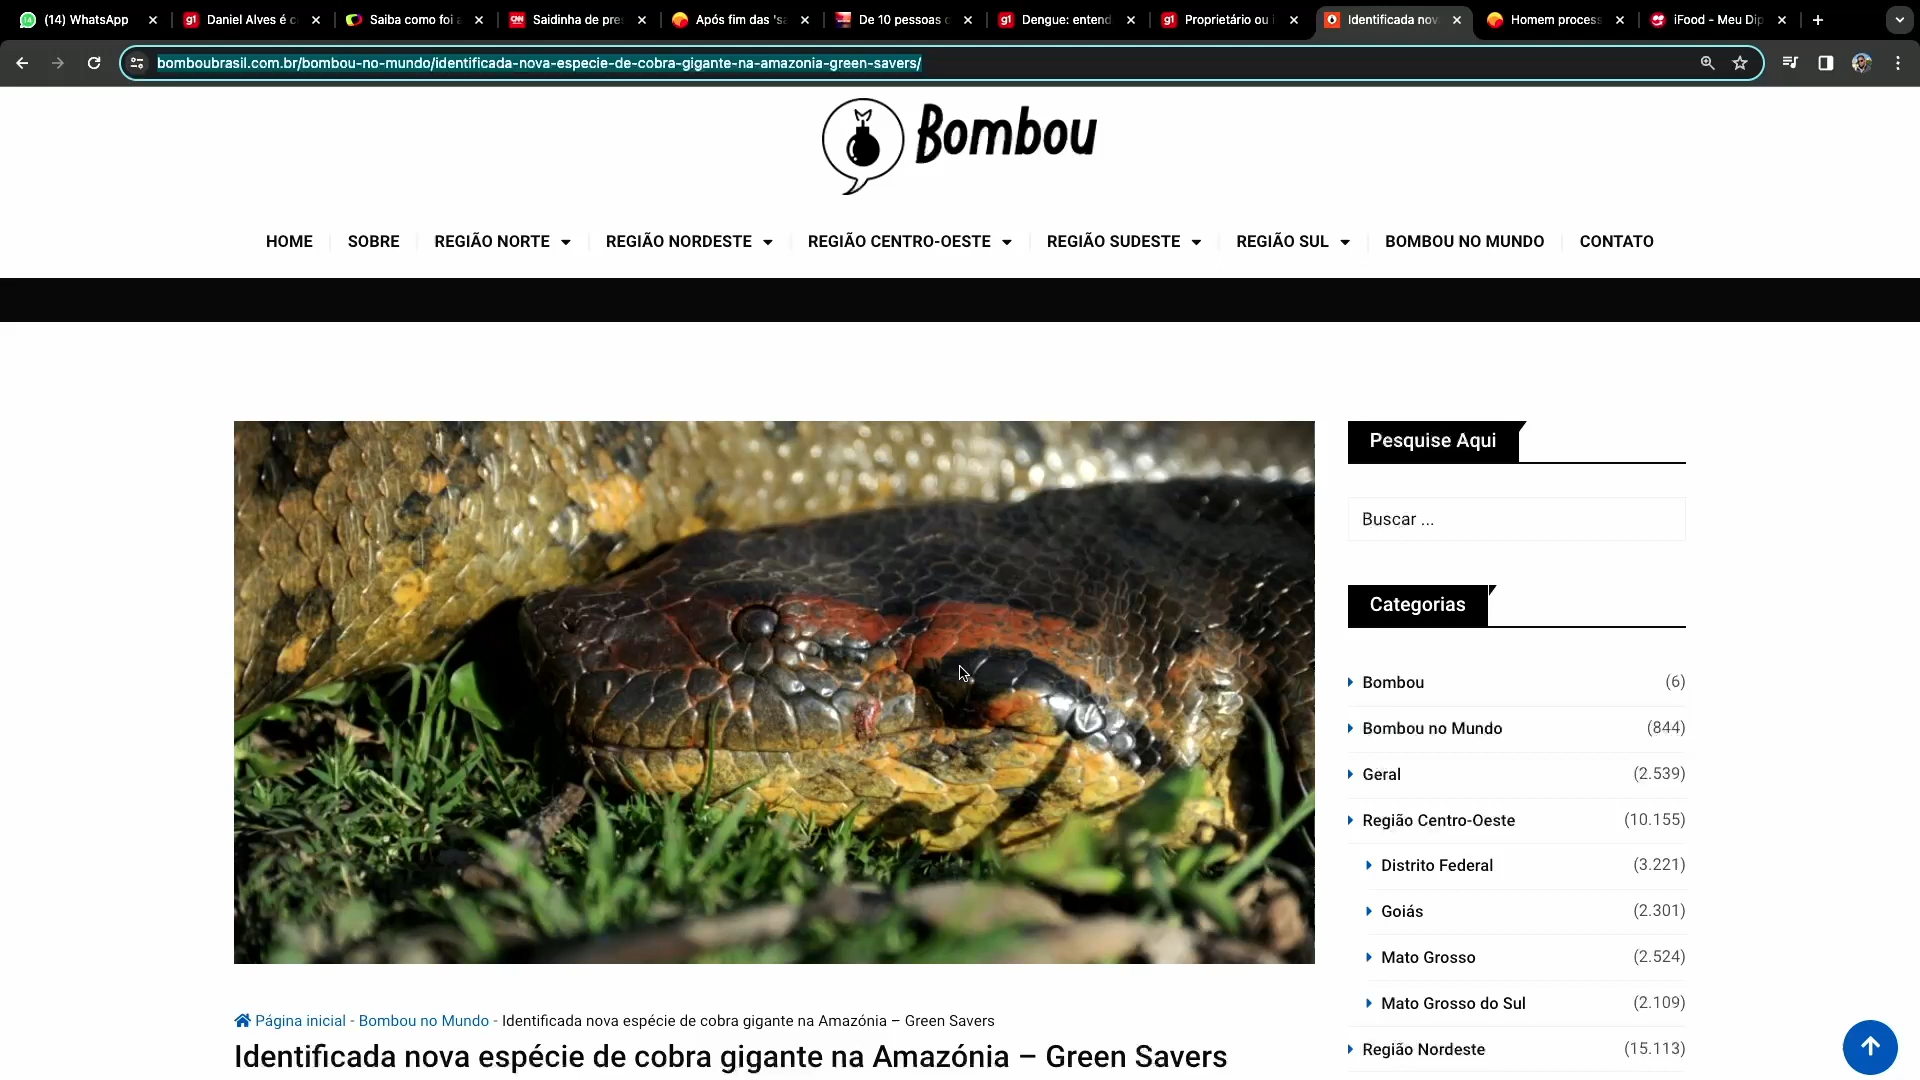 (14) WhatsApp
Daniel Alves é c
Saiba como foi a
Saidinha de pres
Após fim das 'sa
De 10 pessoas c
Dengue: entend
Proprietário ou i
Identificada nov
Homem process
iFood - Meu Dip
bomboubrasil.com.br/bombou-no-mundo/identificada-nova-especie-de-cobra-gigante-na-amazonia-green-savers/
Bombou
HOME
SOBRE
REGIÃO NORTE
REGIÃO NORDESTE
REGIÃO CENTRO-OESTE
REGIÃO SUDESTE
REGIÃO SUL
BOMBOU NO MUNDO
CONTATO
Pesquise Aqui
Buscar ...
Categorias
Bombou (6)
Bombou no Mundo (844)
Geral (2.539)
Região Centro-Oeste (10.155)
Distrito Federal (3.221)
Goiás (2.301)
Mato Grosso (2.524)
Mato Grosso do Sul (2.109)
Região Nordeste (15.113)
Página inicial - Bombou no Mundo - Identificada nova espécie de cobra gigante na Amazónia – Green Savers
Identificada nova espécie de cobra gigante na Amazónia – Green Savers